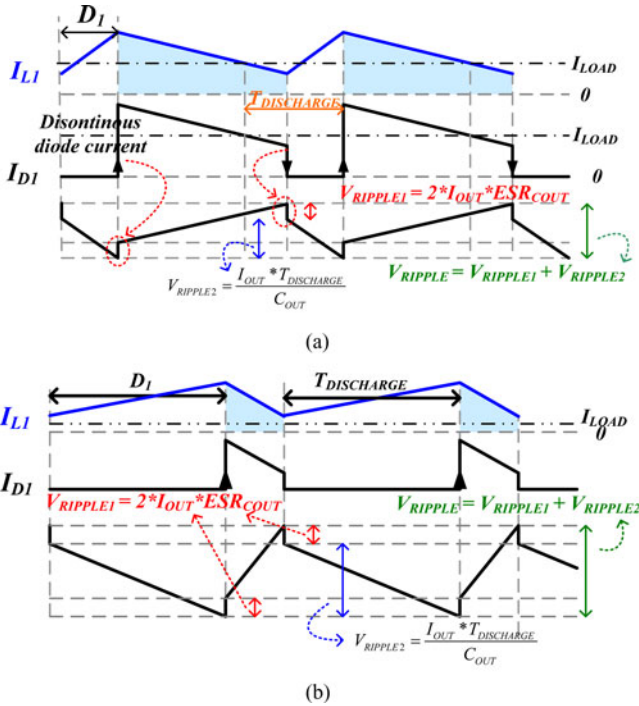 D1
IL1
ILOAD
0
TDISCHARGE
Disontinous
diode current
ILOAD
ID1
0
VRIPPLE1 = 2*IOUT*ESRCOUT
VRIPPLE2 = IOUT * TDISCHARGE / COUT
VRIPPLE = VRIPPLE1 + VRIPPLE2
(a)
D1
TDISCHARGE
IL1
ILOAD
0
ID1
VRIPPLE1 = 2*IOUT*ESRCOUT
VRIPPLE = VRIPPLE1 + VRIPPLE2
VRIPPLE2 = IOUT * TDISCHARGE / COUT
(b)